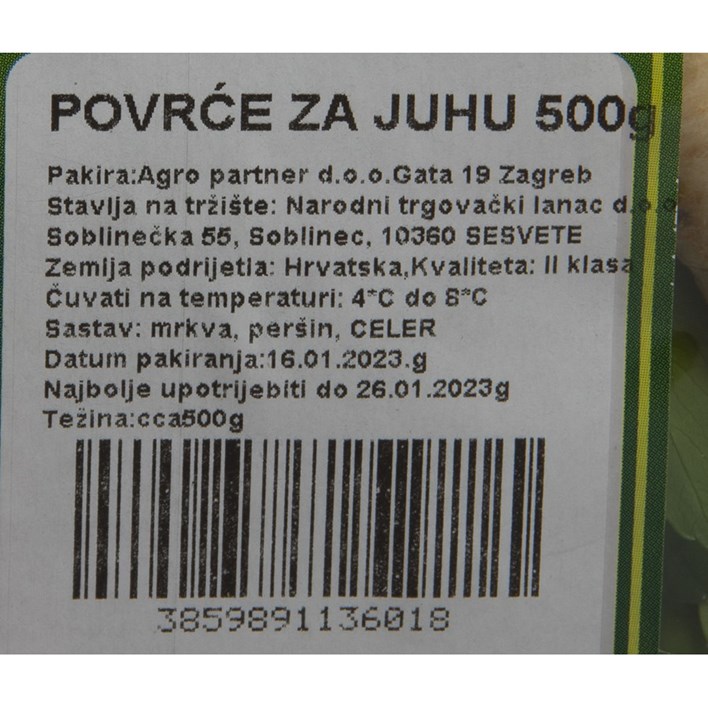 POVRĆE ZA JUHU 500g
Pakira:Agro partner d.o.o.Gata 19 Zagreb
Stavlja na tržište: Narodni trgovački lanac d.o.o
Soblinečka 55, Soblinec, 10360 SESVETE
Zemlja podrijetla: Hrvatska,Kvaliteta: II klasa
Čuvati na temperaturi: 4°C do 8°C
Sastav: mrkva, peršin, CELER
Datum pakiranja:16.01.2023.g
Najbolje upotrijebiti do 26.01.2023g
Težina:cca500g
3859891136018